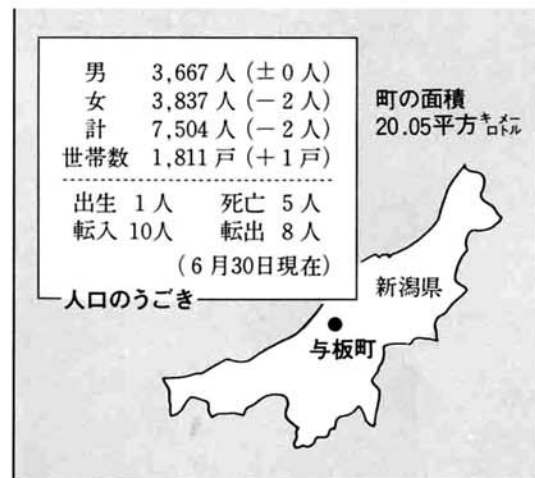 男 3,667人(±0人)
女 3,837人(－2人)
計 7,504人(－2人)
世帯数 1,811戸(+1戸)
出生 1人 死亡 5人
転入 10人 転出 8人
(6月30日現在)
人口のうごき
町の面積
20.05平方キロメートル
新潟県
与板町